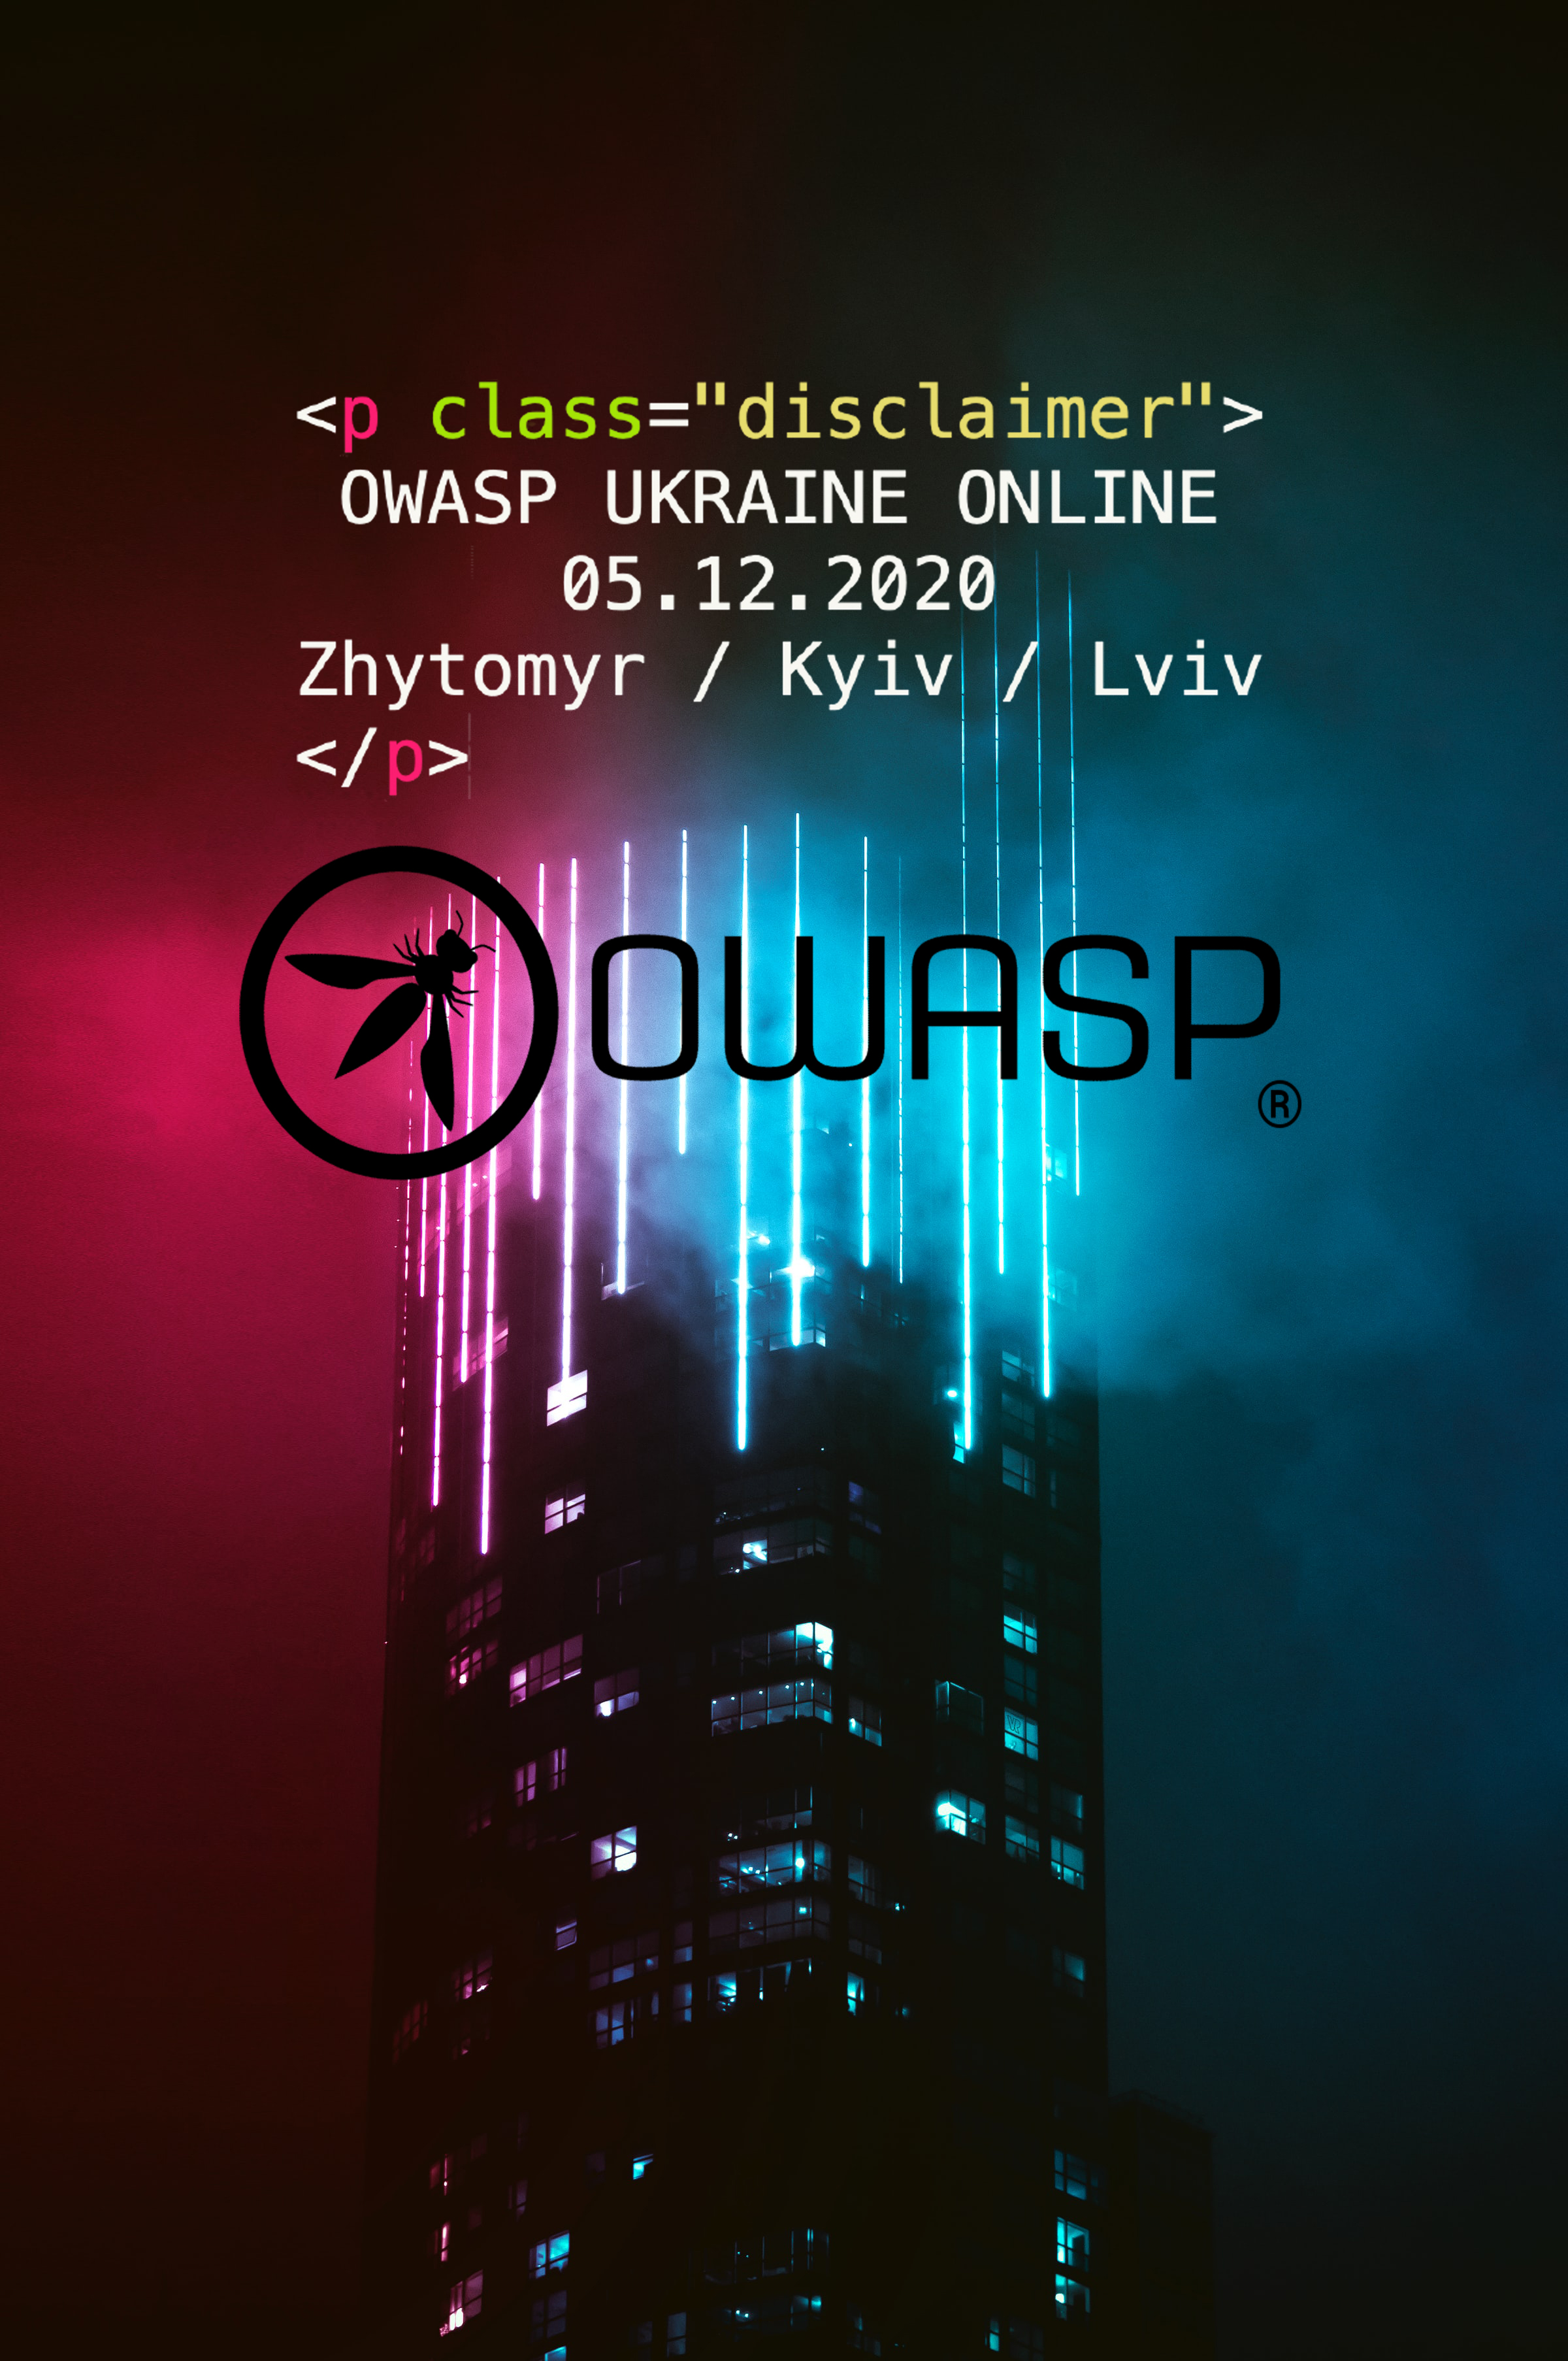 <p class="disclaimer">
OWASP UKRAINE ONLINE
05.12.2020
Zhytomyr / Kyiv / Lviv
</p>
OWASP
®